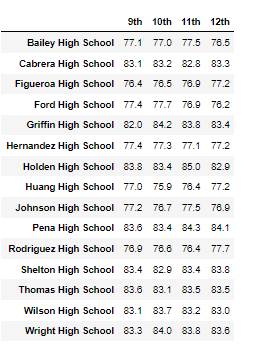 9th 10th 11th 12th
Bailey High School 77.1 77.0 77.5 76.5
Cabrera High School 83.1 83.2 82.8 83.3
Figueroa High School 76.4 76.5 76.9 77.2
Ford High School 77.4 77.7 76.9 76.2
Griffin High School 82.0 84.2 83.8 83.4
Hernandez High School 77.4 77.3 77.1 77.2
Holden High School 83.8 83.4 85.0 82.9
Huang High School 77.0 75.9 76.4 77.2
Johnson High School 77.2 76.7 77.5 76.9
Pena High School 83.6 83.4 84.3 84.1
Rodriguez High School 76.9 76.6 76.4 77.7
Shelton High School 83.4 82.9 83.4 83.8
Thomas High School 83.6 83.1 83.5 83.5
Wilson High School 83.1 83.7 83.2 83.0
Wright High School 83.3 84.0 83.8 83.6